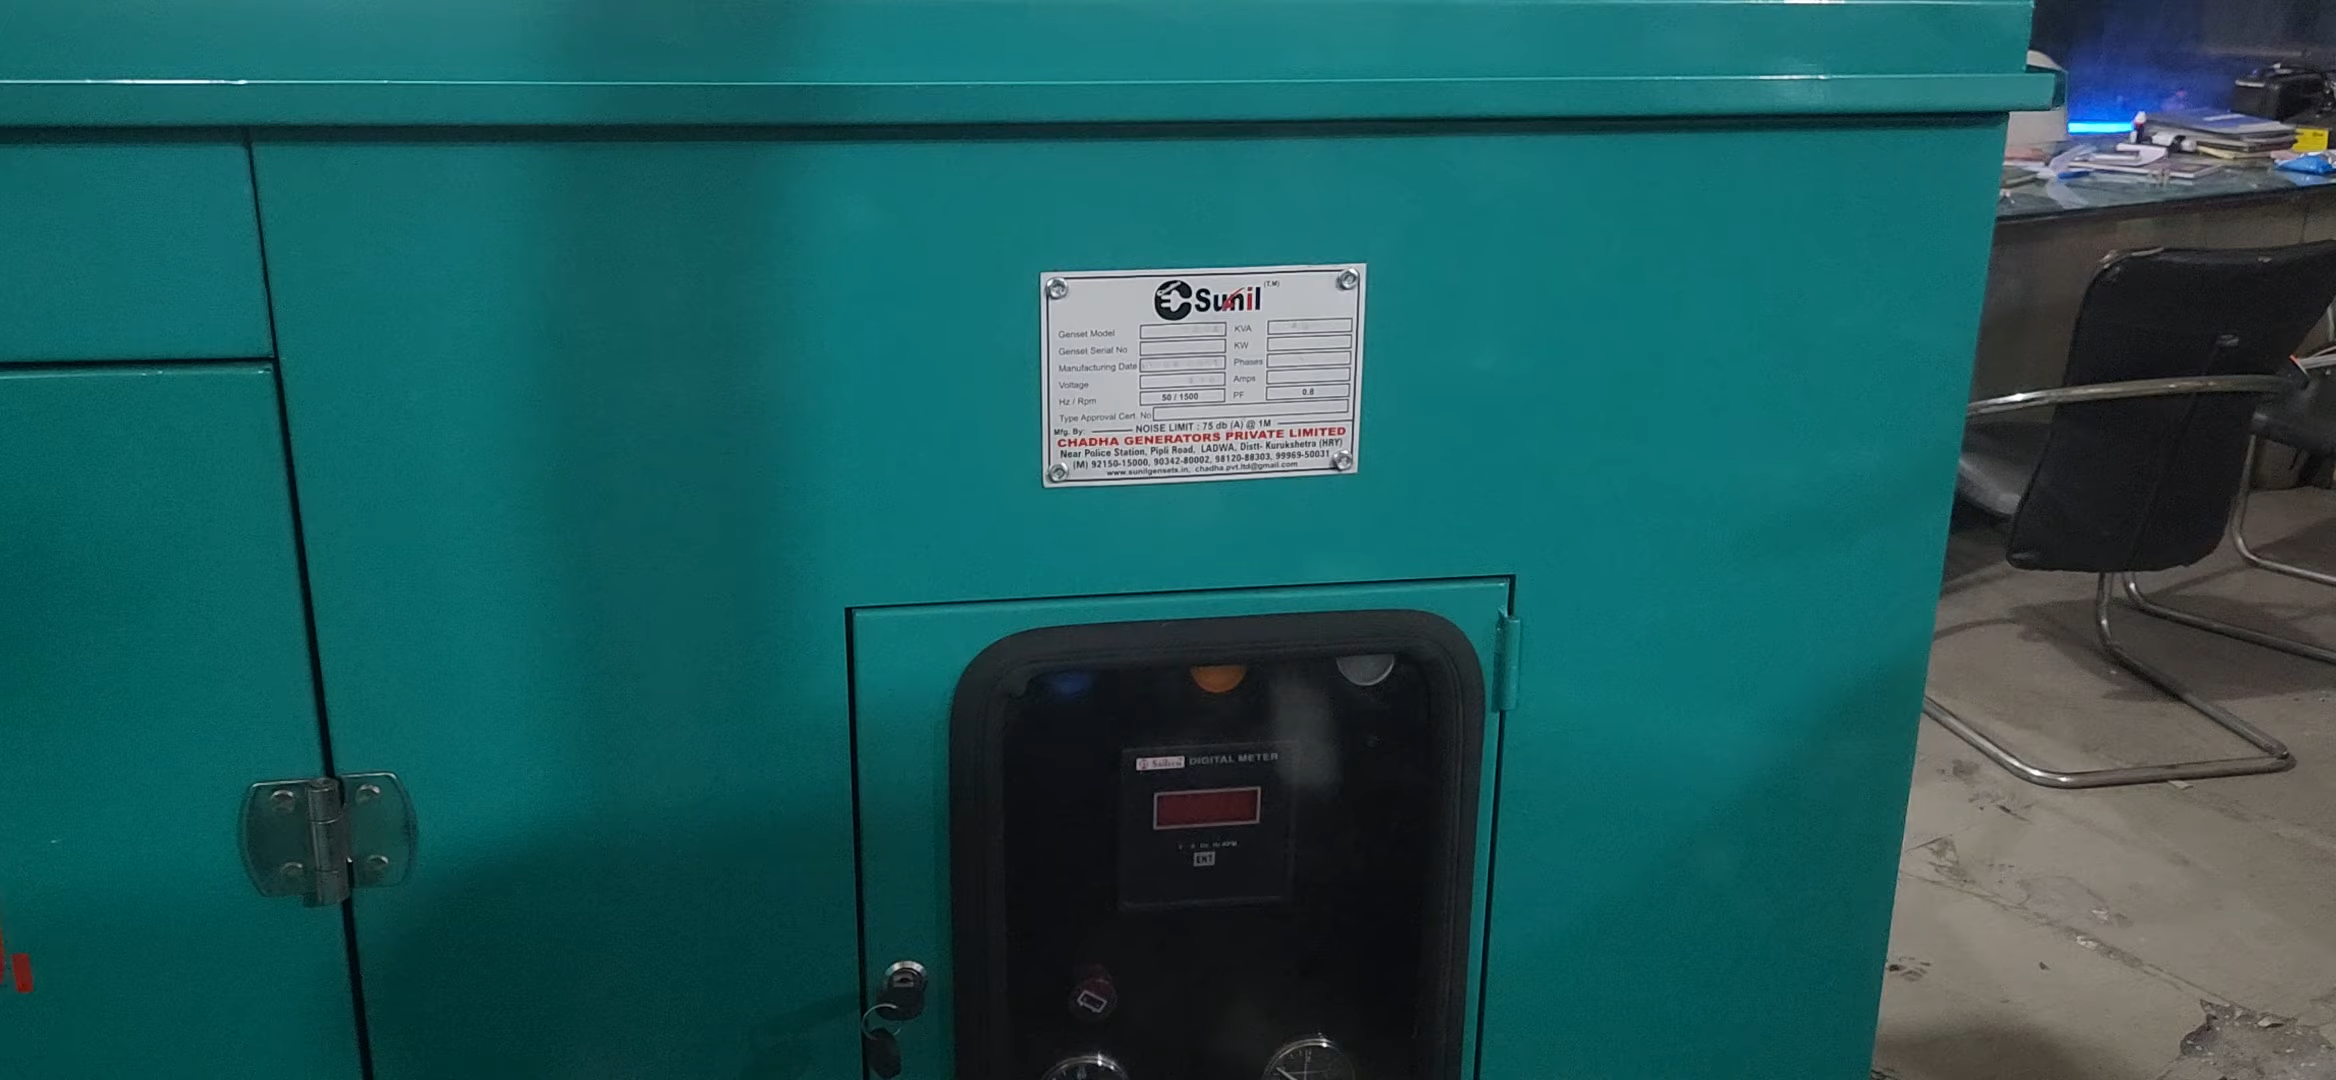 Sunil (T.M)
Genset Model
KVA
Genset Serial No
KW
Manufacturing Date
Phases
Voltage
Amps
Hz / Rpm 50 / 1500
PF 0.8
Type Approval Cert. No
NOISE LIMIT : 75 db (A) @ 1M
Mfg. By:
CHADHA GENERATORS PRIVATE LIMITED
Near Police Station, Pipli Road, LADWA, Distt- Kurukshetra (HRY)
(M) 92150-15000, 90342-80002, 98120-88303, 99969-50031
www.sunilgensets.in, chadha.pvt.ltd@gmail.com
DIGITAL METER
ENT